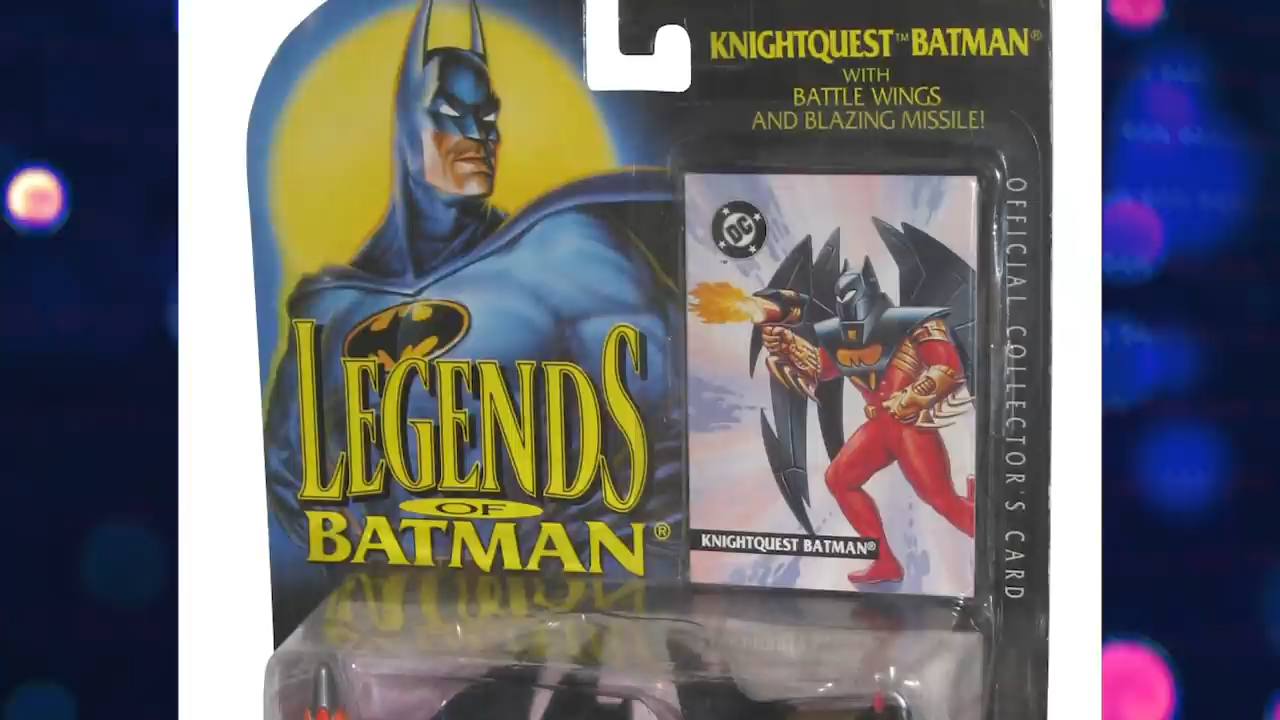 KNIGHTQUEST™ BATMAN®
WITH
BATTLE WINGS
AND BLAZING MISSILE!
OFFICIAL COLLECTOR'S CARD
DC
LEGENDS
OF
BATMAN®
KNIGHTQUEST BATMAN®